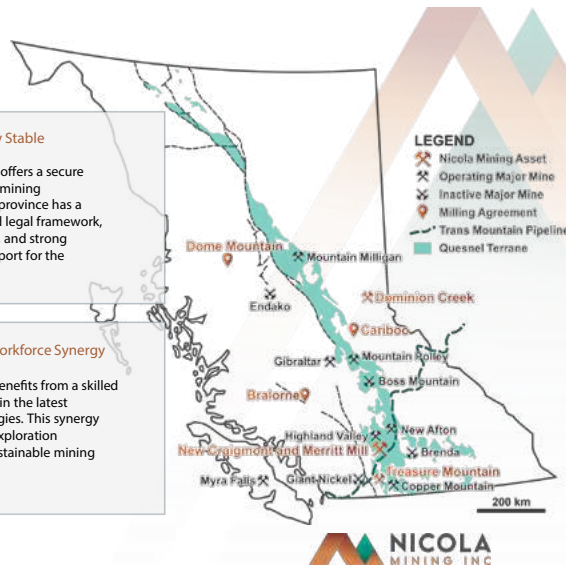 Stable
offers a secure
mining
province has a
legal framework,
and strong
port for the
orkforce Synergy
enefits from a skilled
in the latest
gies. This synergy
xploration
stainable mining
LEGEND
Nicola Mining Asset
Operating Major Mine
Inactive Major Mine
Milling Agreement
Trans Mountain Pipeline
Quesnel Terrane
Dome Mountain
Mountain Milligan
Endako
Dominion Creek
Cariboo
Gibraltar
Mountain Polley
Boss Mountain
Bralorne
New Afton
Highland Valley
Brenda
New Craigmont and Merritt Mill
Treasure Mountain
Myra Falls
Giant Nickel
Copper Mountain
200 km
NICOLA
MINING INC